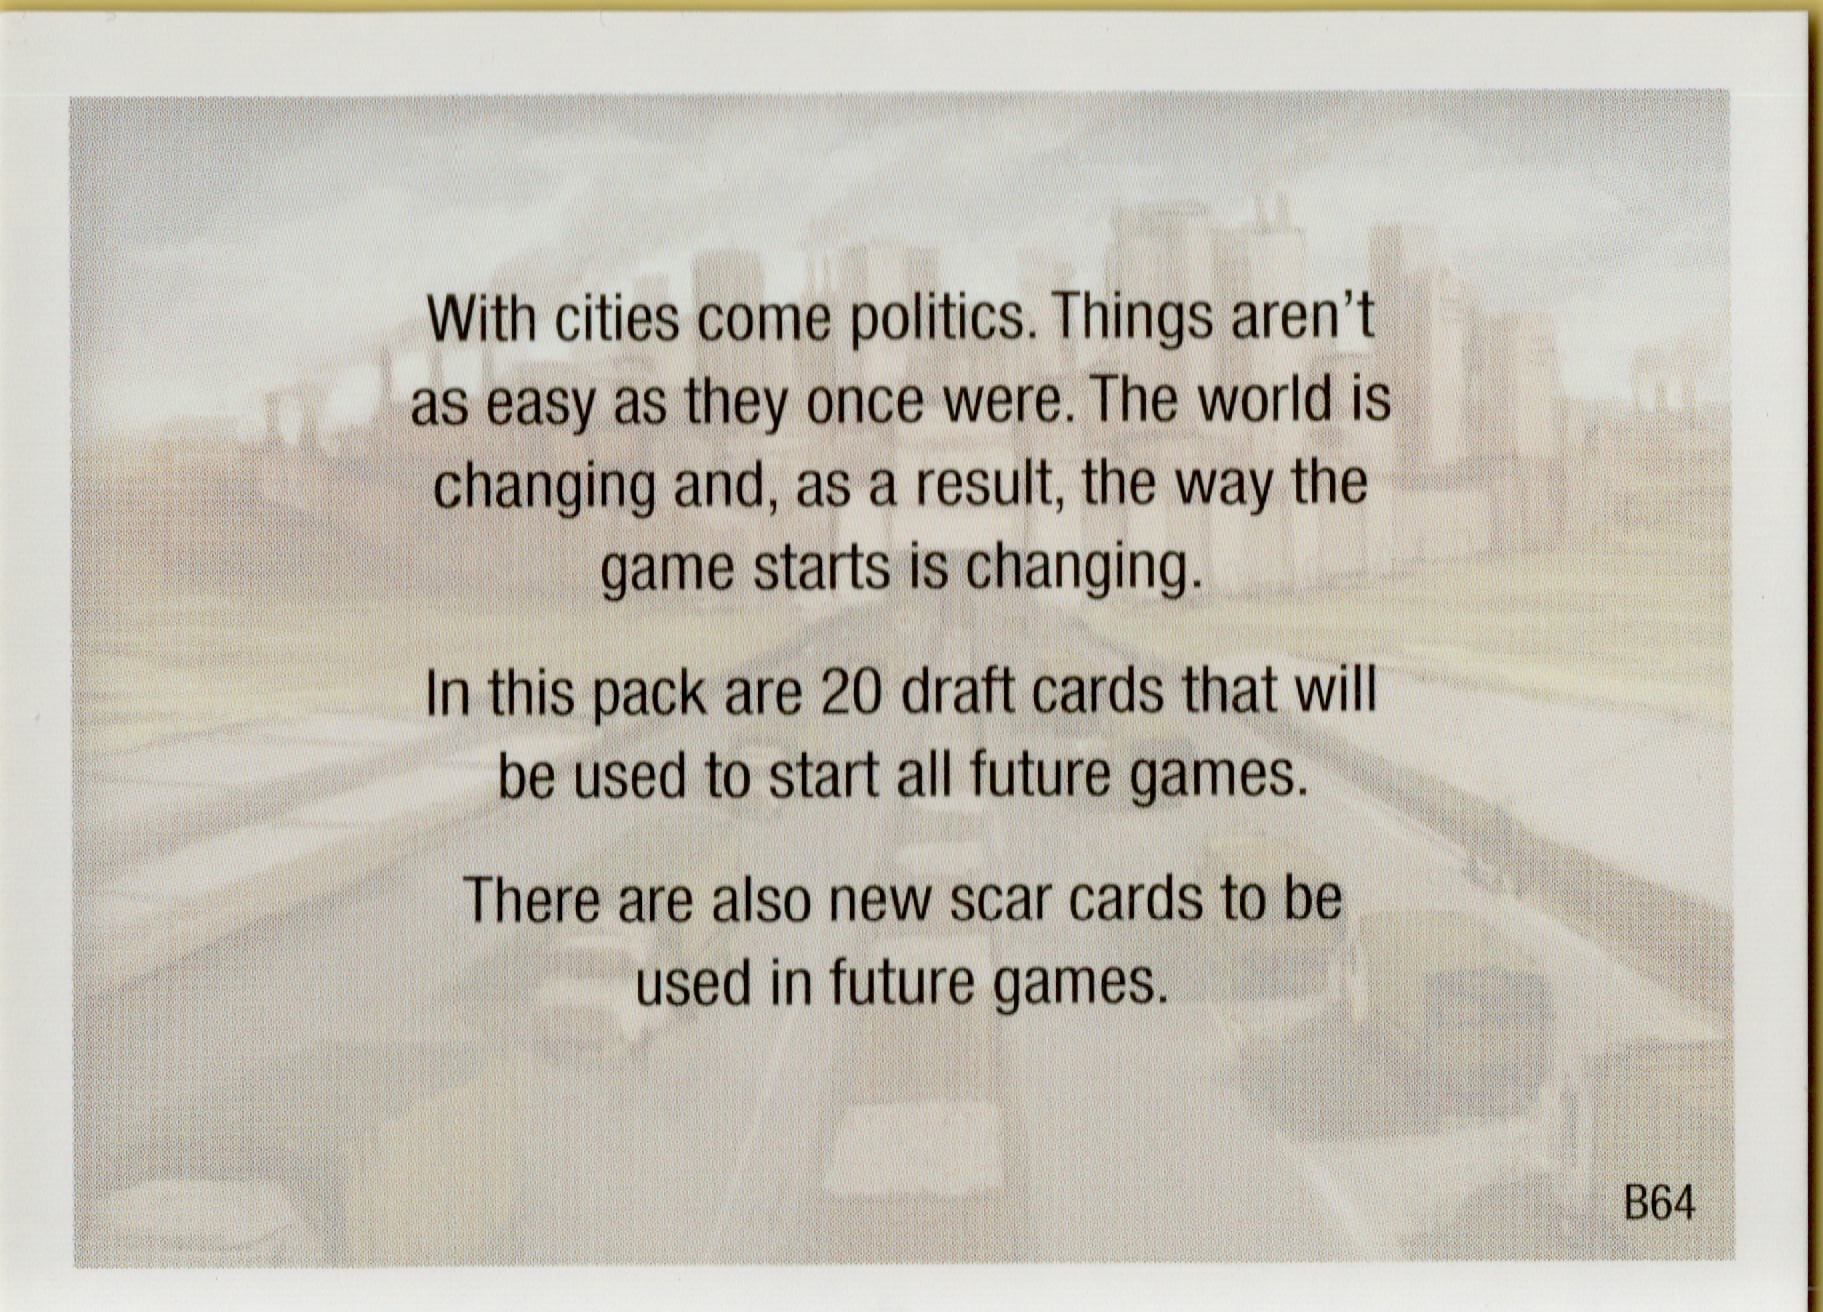 With cities come politics. Things aren't
as easy as they once were. The world is
changing and, as a result, the way the
game starts is changing.
In this pack are 20 draft cards that will
be used to start all future games.
There are also new scar cards to be
used in future games.
B64